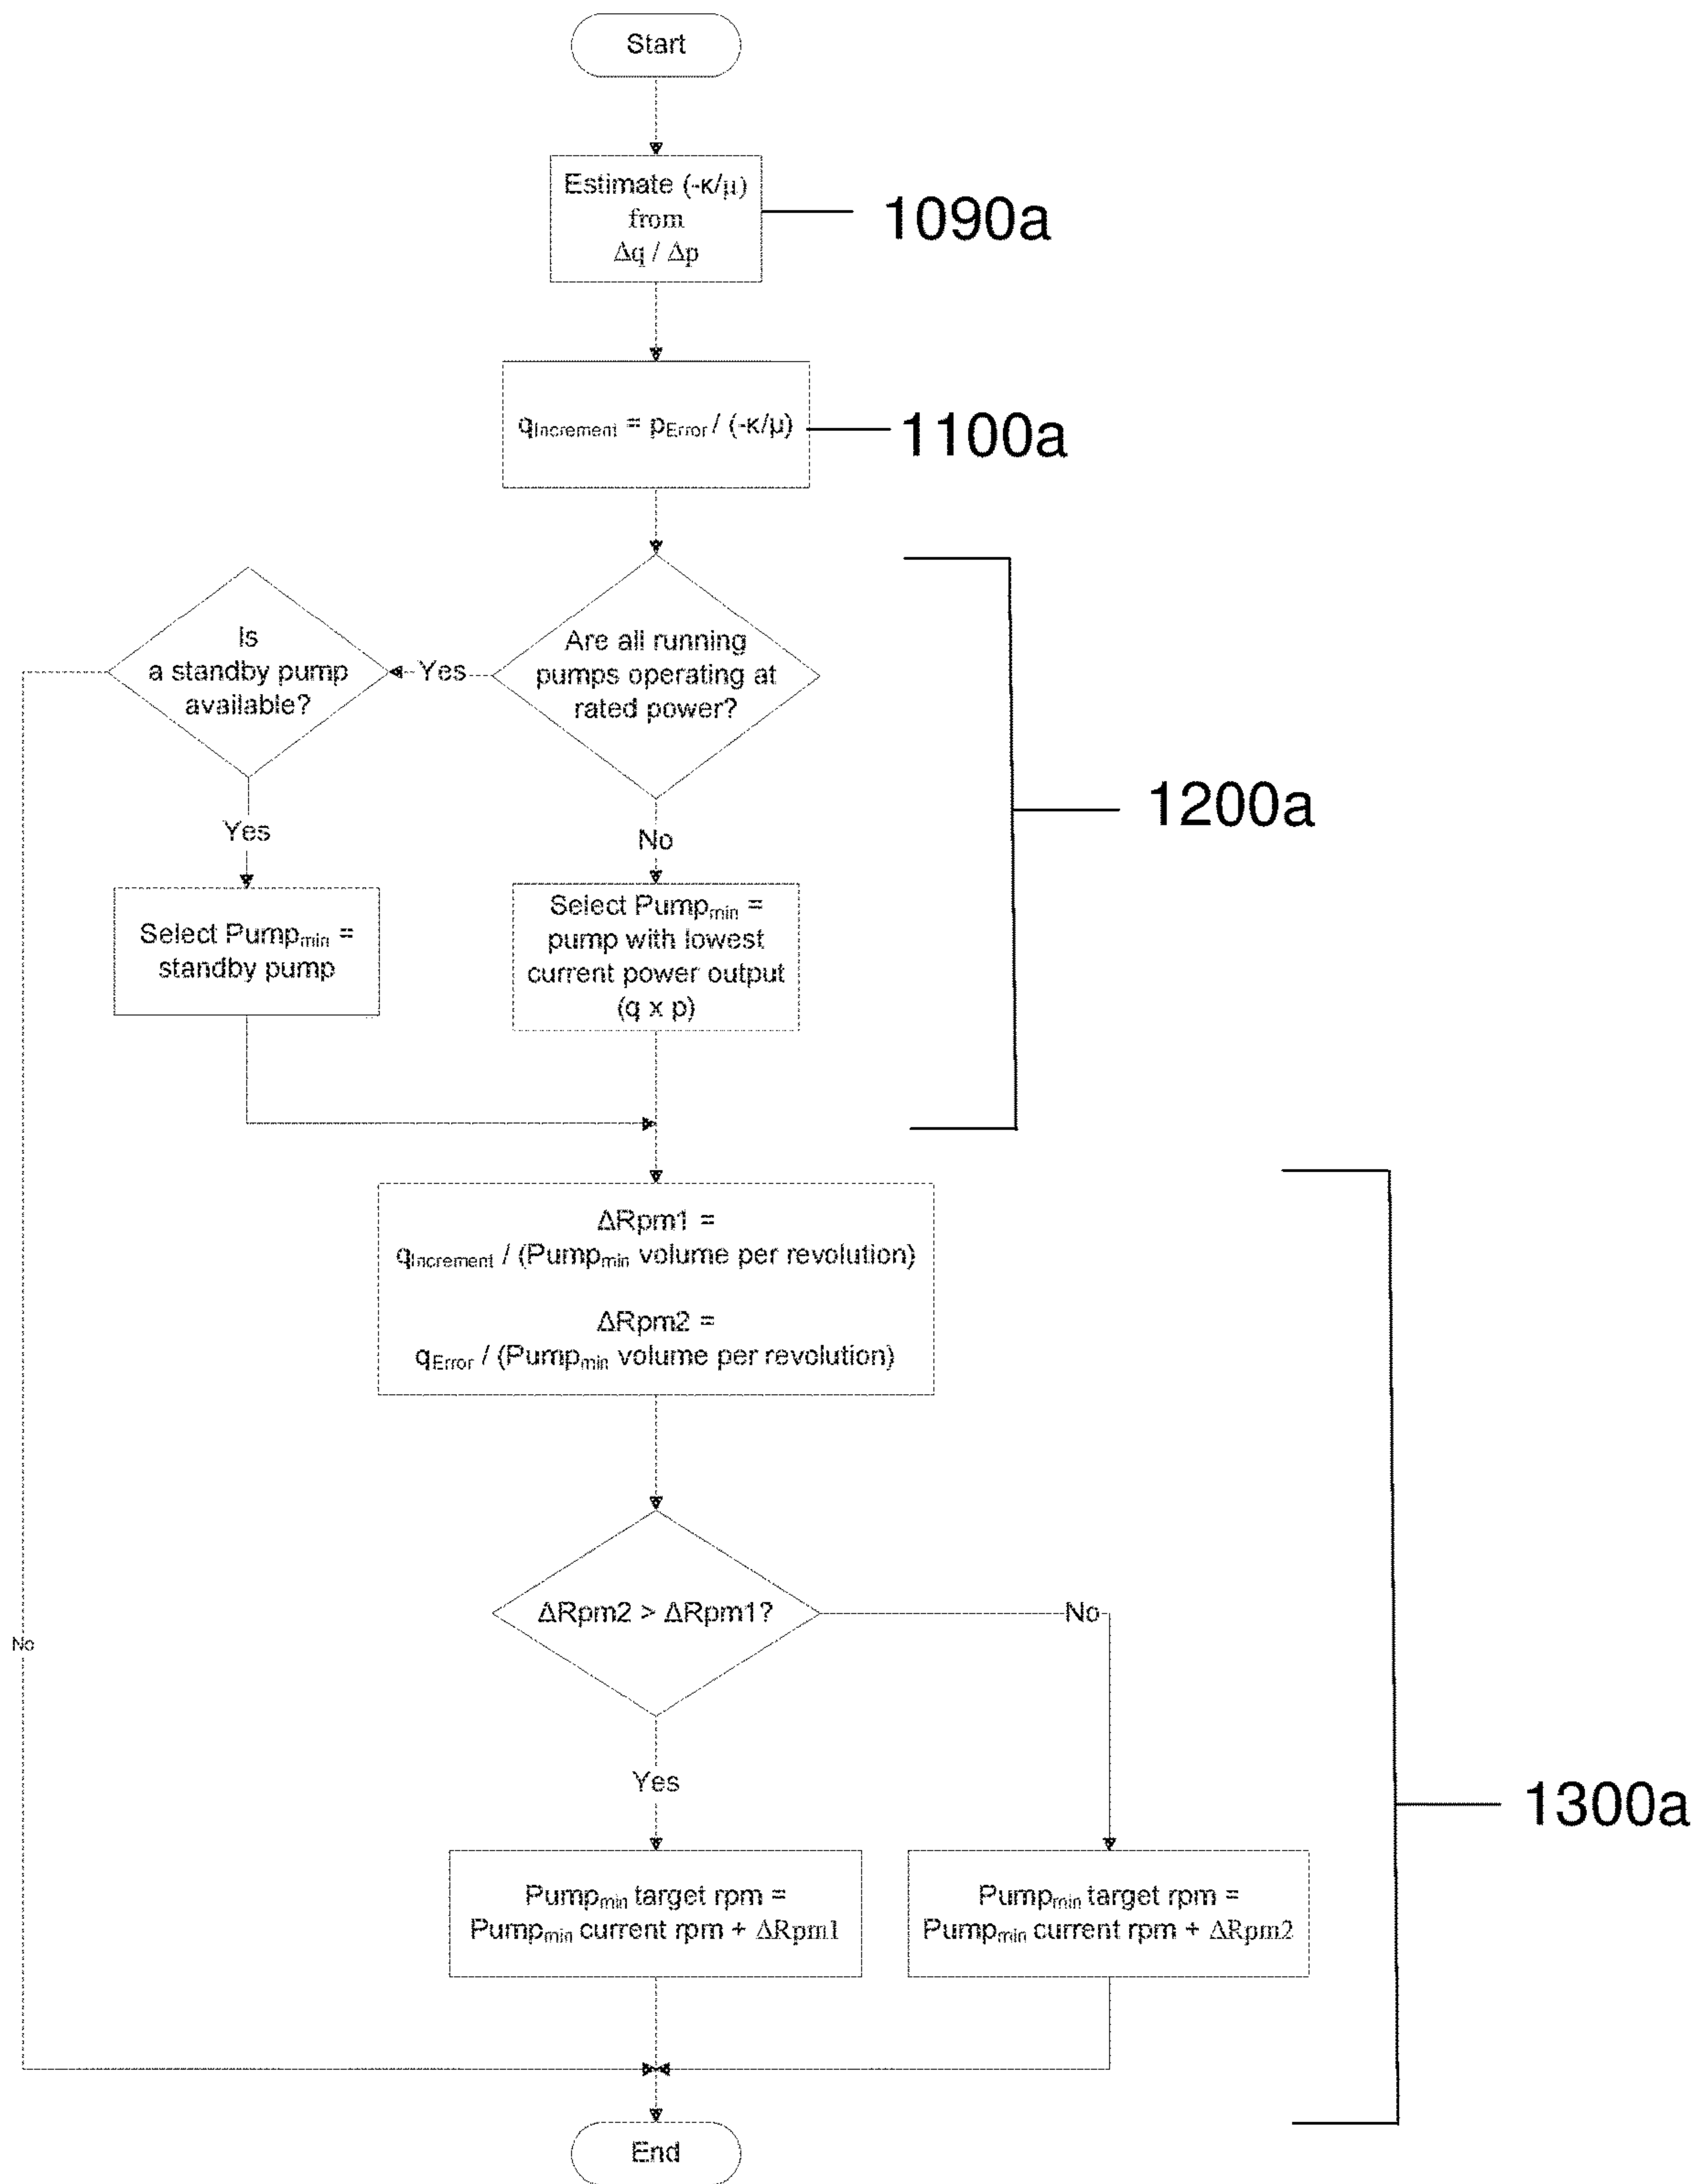 Start
Estimate (-κ/μ)
from
Δq / Δp
1090a
qIncrement = pError / (-κ/μ)
1100a
Is
a standby pump
available?
Yes
Are all running
pumps operating at
rated power?
1200a
Yes
No
Select Pumpmin =
standby pump
Select Pumpmin =
pump with lowest
current power output
(q x p)
ΔRpm1 =
qIncrement / (Pumpmin volume per revolution)
ΔRpm2 =
qError / (Pumpmin volume per revolution)
ΔRpm2 > ΔRpm1?
No
No
Yes
1300a
Pumpmin target rpm =
Pumpmin current rpm + ΔRpm1
Pumpmin target rpm =
Pumpmin current rpm + ΔRpm2
End